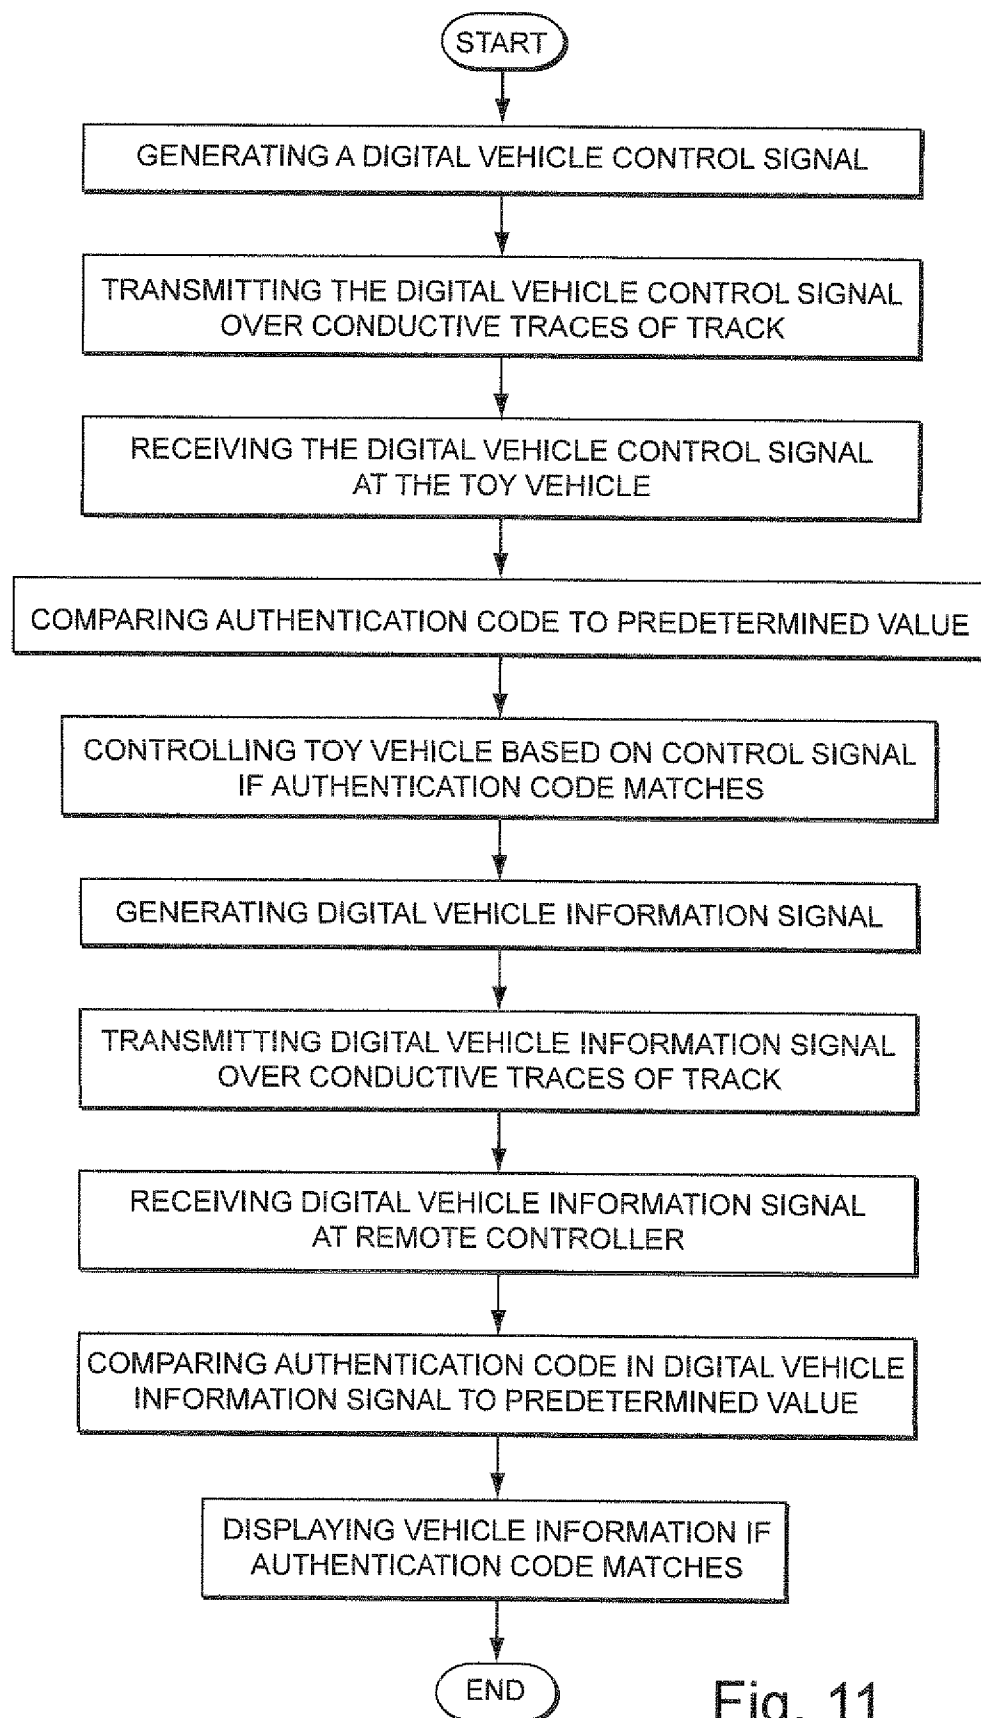 START
GENERATING A DIGITAL VEHICLE CONTROL SIGNAL
TRANSMITTING THE DIGITAL VEHICLE CONTROL SIGNAL
OVER CONDUCTIVE TRACES OF TRACK
RECEIVING THE DIGITAL VEHICLE CONTROL SIGNAL
AT THE TOY VEHICLE
COMPARING AUTHENTICATION CODE TO PREDETERMINED VALUE
CONTROLLING TOY VEHICLE BASED ON CONTROL SIGNAL
IF AUTHENTICATION CODE MATCHES
GENERATING DIGITAL VEHICLE INFORMATION SIGNAL
TRANSMITTING DIGITAL VEHICLE INFORMATION SIGNAL
OVER CONDUCTIVE TRACES OF TRACK
RECEIVING DIGITAL VEHICLE INFORMATION SIGNAL
AT REMOTE CONTROLLER
COMPARING AUTHENTICATION CODE IN DIGITAL VEHICLE
INFORMATION SIGNAL TO PREDETERMINED VALUE
DISPLAYING VEHICLE INFORMATION IF
AUTHENTICATION CODE MATCHES
END
Fig. 11